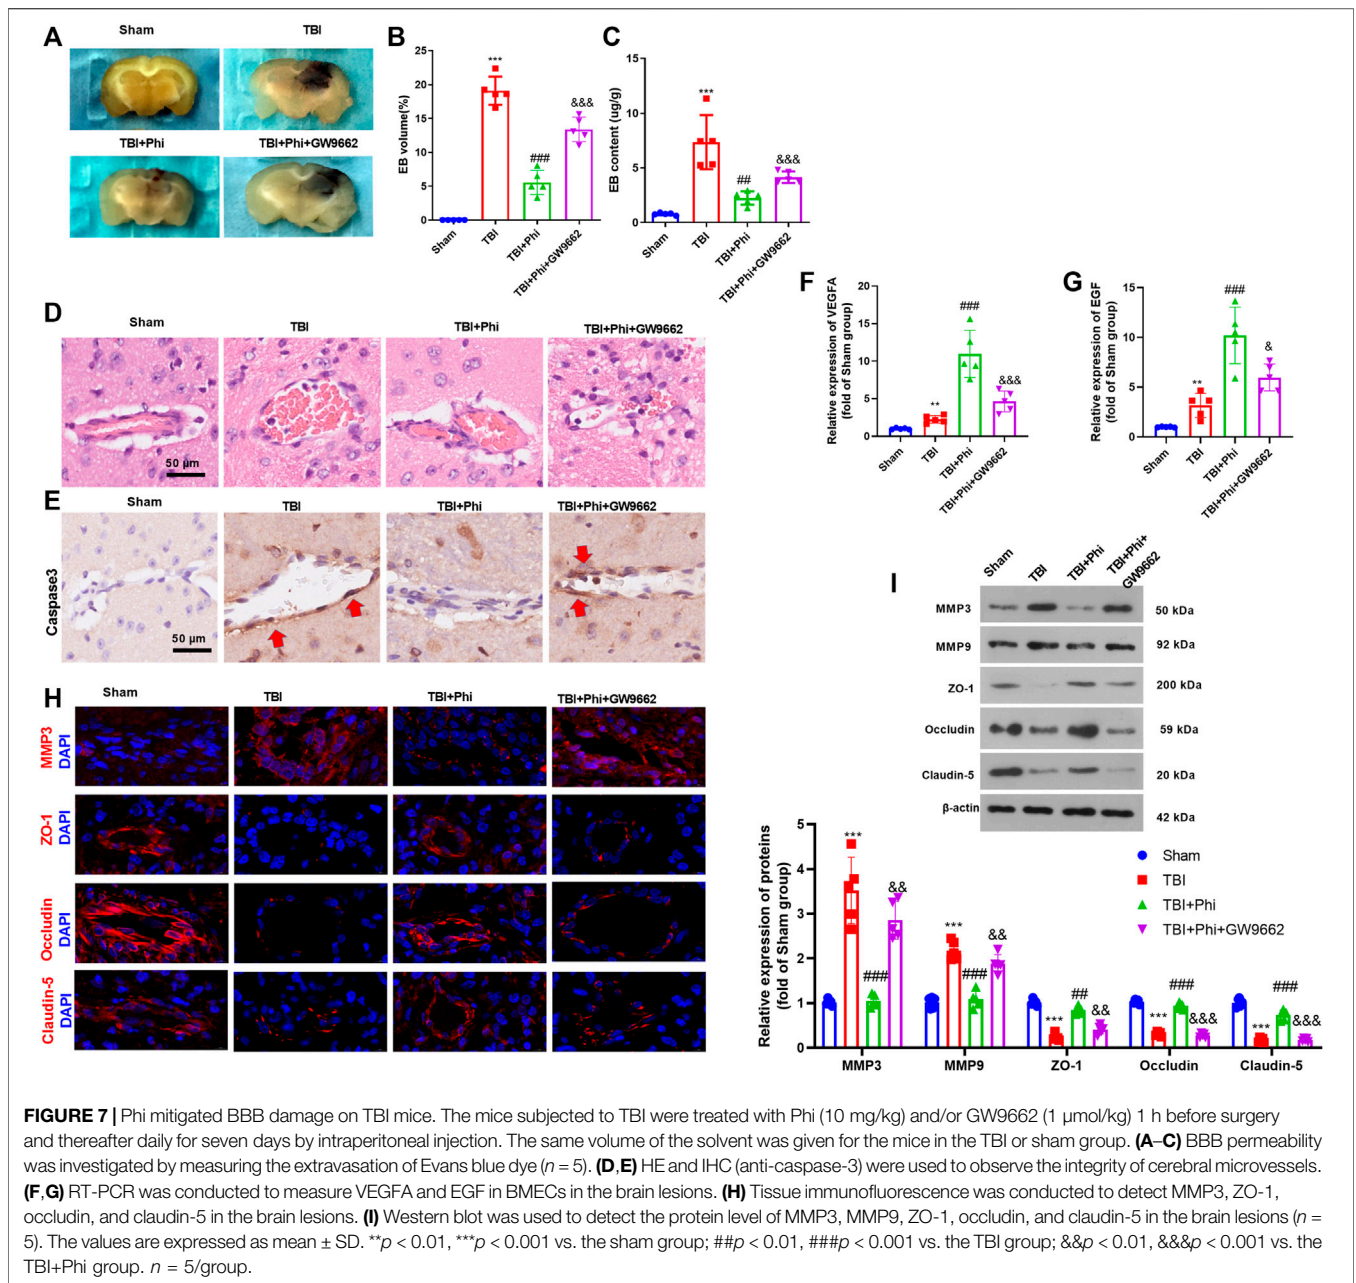 A
Sham
TBI
TBI+Phi
TBI+Phi+GW9662
B
EB volume(%)
25
20
15
10
5
0
***
###
&&&
Sham
TBI
TBI+Phi
TBI+Phi+GW9662
C
EB content (ug/g)
15
10
5
0
***
##
&&&
Sham
TBI
TBI+Phi
TBI+Phi+GW9662
D
Sham
TBI
TBI+Phi
TBI+Phi+GW9662
50 µm
E
Sham
TBI
TBI+Phi
TBI+Phi+GW9662
Caspase3
50 µm
F
Relative expression of VEGFA
(fold of Sham group)
20
15
10
5
0
**
###
&&&
Sham
TBI
TBI+Phi
TBI+Phi+GW9662
G
Relative expression of EGF
(fold of Sham group)
15
10
5
0
**
###
&
Sham
TBI
TBI+Phi
TBI+Phi+GW9662
H
Sham
TBI
TBI+Phi
TBI+Phi+GW9662
MMP3
DAPI
ZO-1
DAPI
Occludin
DAPI
Claudin-5
DAPI
I
Sham
TBI
TBI+Phi
TBI+Phi+
GW9662
MMP3
50 kDa
MMP9
92 kDa
ZO-1
200 kDa
Occludin
59 kDa
Claudin-5
20 kDa
β-actin
42 kDa
Relative expression of proteins
(fold of Sham group)
5
4
3
2
1
0
Sham
TBI
TBI+Phi
TBI+Phi+GW9662
***
###
&&
***
###
&&
***
##
&&
***
###
&&&
***
###
&&&
MMP3
MMP9
ZO-1
Occludin
Claudin-5
FIGURE 7 | Phi mitigated BBB damage on TBI mice. The mice subjected to TBI were treated with Phi (10 mg/kg) and/or GW9662 (1 µmol/kg) 1 h before surgery
and thereafter daily for seven days by intraperitoneal injection. The same volume of the solvent was given for the mice in the TBI or sham group. (A–C) BBB permeability
was investigated by measuring the extravasation of Evans blue dye (n = 5). (D,E) HE and IHC (anti-caspase-3) were used to observe the integrity of cerebral microvessels.
(F,G) RT-PCR was conducted to measure VEGFA and EGF in BMECs in the brain lesions. (H) Tissue immunofluorescence was conducted to detect MMP3, ZO-1,
occludin, and claudin-5 in the brain lesions. (I) Western blot was used to detect the protein level of MMP3, MMP9, ZO-1, occludin, and claudin-5 in the brain lesions (n =
5). The values are expressed as mean ± SD. **p < 0.01, ***p < 0.001 vs. the sham group; ##p < 0.01, ###p < 0.001 vs. the TBI group; &&p < 0.01, &&&p < 0.001 vs. the
TBI+Phi group. n = 5/group.